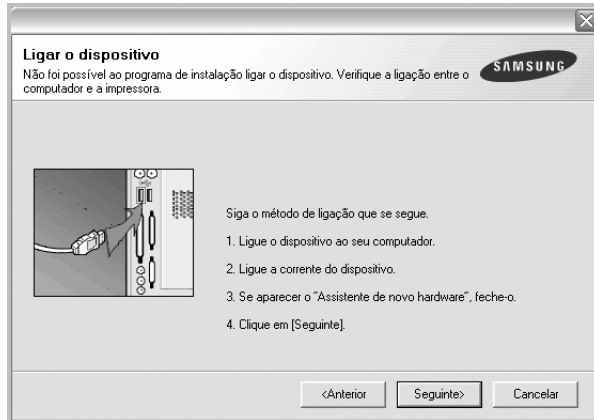 Ligar o dispositivo
Não foi possível ao programa de instalação ligar o dispositivo. Verifique a ligação entre o
computador e a impressora.
SAMSUNG
Siga o método de ligação que se segue.
1. Ligue o dispositivo ao seu computador.
2. Ligue a corrente do dispositivo.
3. Se aparecer o "Assistente de novo hardware", feche-o.
4. Clique em [Seguinte].
<Anterior
Seguinte>
Cancelar